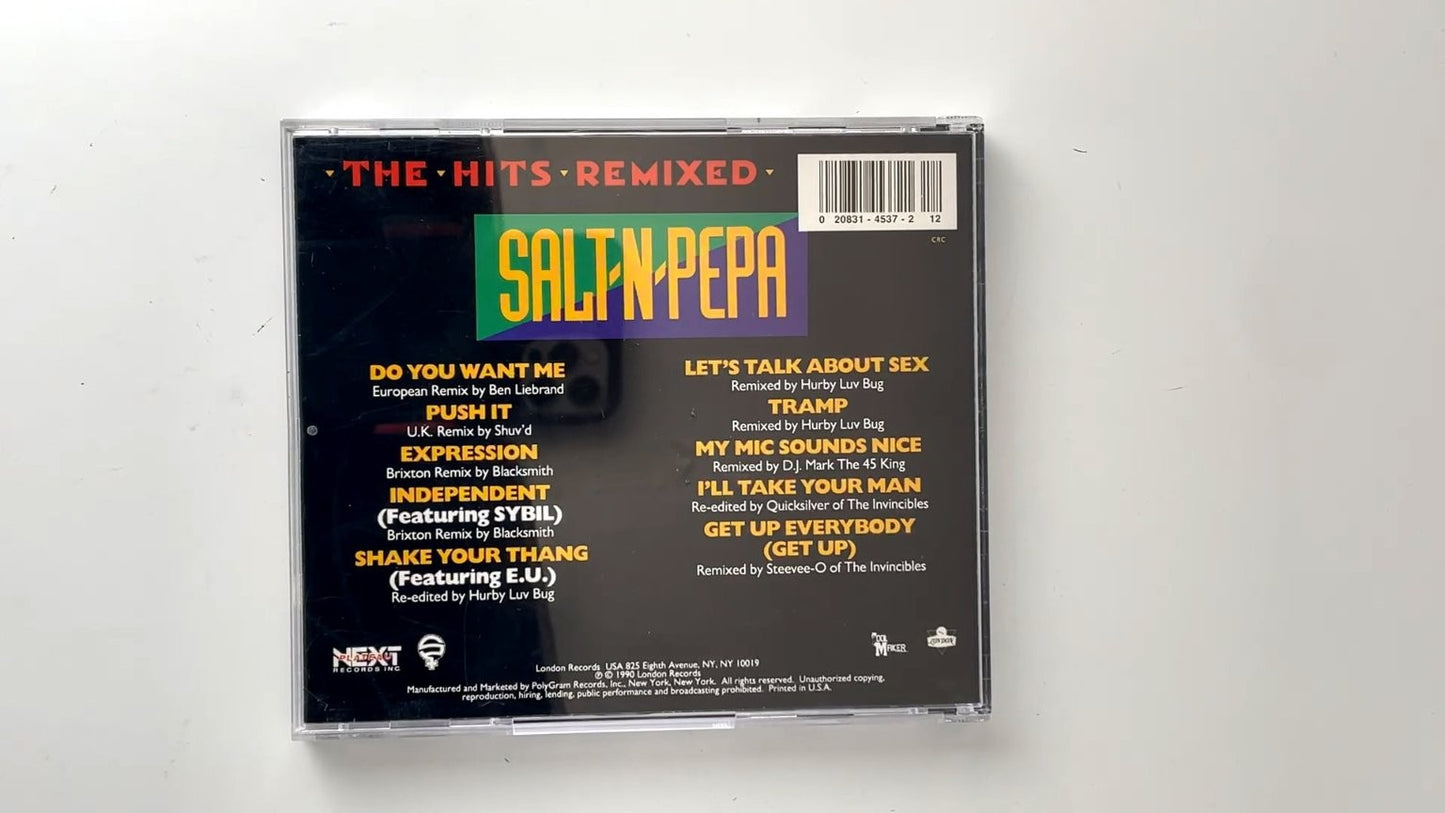 THE HITS REMIXED
0 20831 - 4537 - 2 12
CRC
SALT-N-PEPA
DO YOU WANT ME
European Remix by Ben Liebrand
PUSH IT
U.K. Remix by Shuv'd
EXPRESSION
Brixton Remix by Blacksmith
INDEPENDENT
(Featuring SYBIL)
Brixton Remix by Blacksmith
SHAKE YOUR THANG
(Featuring E.U.)
Re-edited by Hurby Luv Bug
LET'S TALK ABOUT SEX
Remixed by Hurby Luv Bug
TRAMP
Remixed by Hurby Luv Bug
MY MIC SOUNDS NICE
Remixed by D.J. Mark The 45 King
I'LL TAKE YOUR MAN
Re-edited by Quicksilver of The Invincibles
GET UP EVERYBODY
(GET UP)
Remixed by Steevee-O of The Invincibles
NEXT
PLATEAU
RECORDS INC
London Records USA 825 Eighth Avenue, NY, NY 10019
℗ © 1990 London Records
Manufactured and Marketed by PolyGram Records, Inc., New York, New York. All rights reserved. Unauthorized copying,
reproduction, hiring, lending, public performance and broadcasting prohibited. Printed in U.S.A.
LONDON